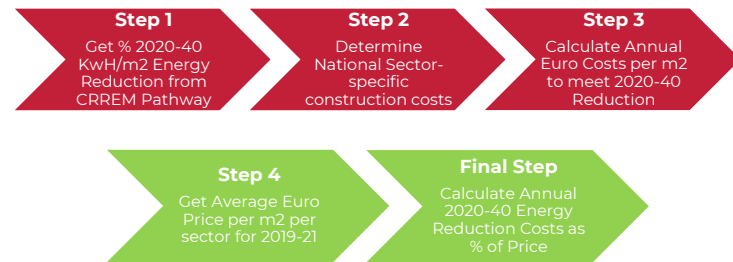 Step 1
Get % 2020-40
KwH/m2 Energy
Reduction from
CRREM Pathway
Step 2
Determine
National Sector-
specific
construction costs
Step 3
Calculate Annual
Euro Costs per m2
to meet 2020-40
Reduction
Step 4
Get Average Euro
Price per m2 per
sector for 2019-21
Final Step
Calculate Annual
2020-40 Energy
Reduction Costs as
% of Price